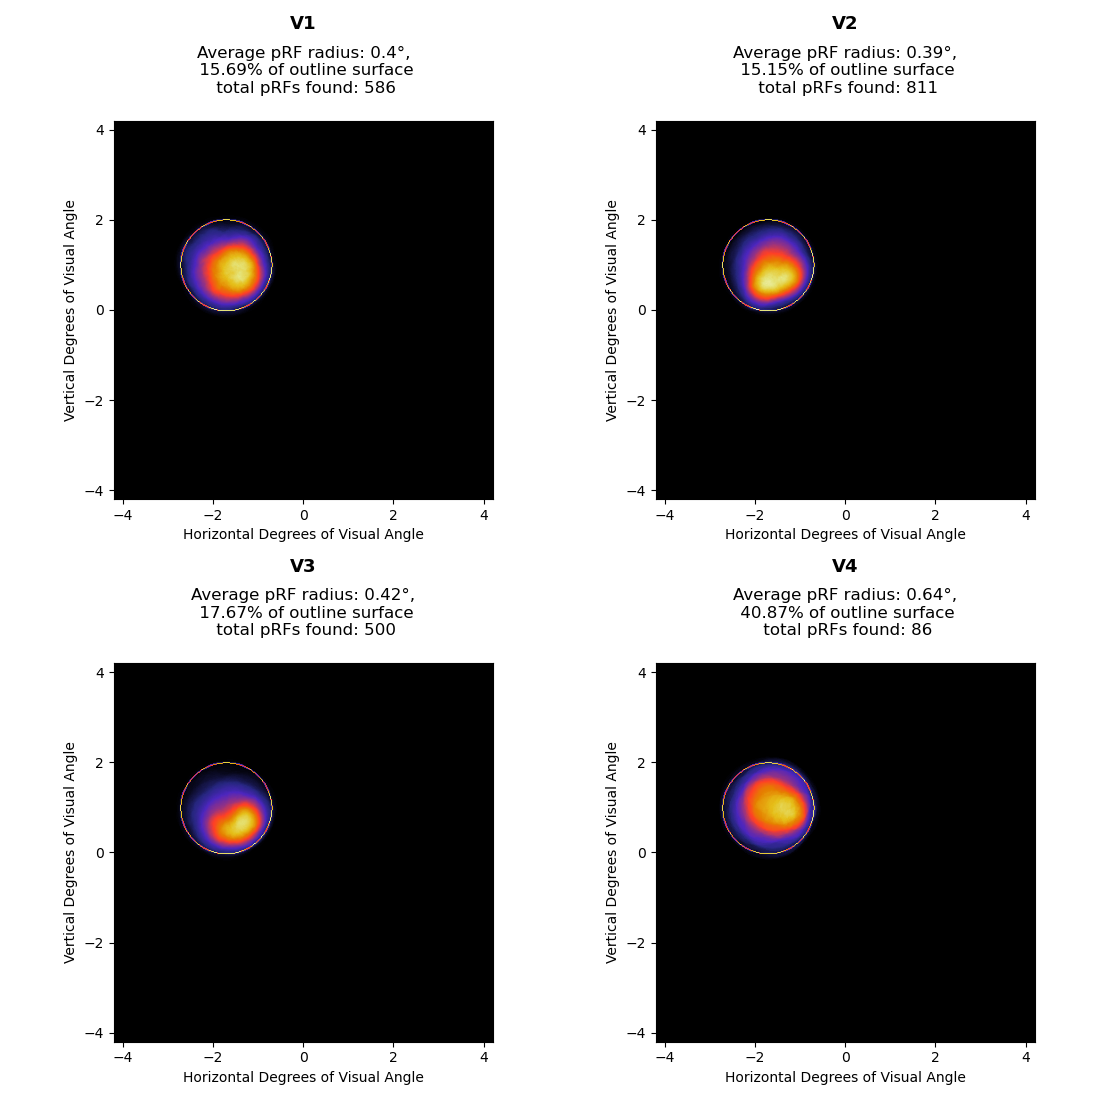 V1
Average pRF radius: 0.4°,
15.69% of outline surface
total pRFs found: 586
4
2
0
−2
−4
Vertical Degrees of Visual Angle
−4 −2 0 2 4
Horizontal Degrees of Visual Angle
V2
Average pRF radius: 0.39°,
15.15% of outline surface
total pRFs found: 811
4
2
0
−2
−4
Vertical Degrees of Visual Angle
−4 −2 0 2 4
Horizontal Degrees of Visual Angle
V3
Average pRF radius: 0.42°,
17.67% of outline surface
total pRFs found: 500
4
2
0
−2
−4
Vertical Degrees of Visual Angle
−4 −2 0 2 4
Horizontal Degrees of Visual Angle
V4
Average pRF radius: 0.64°,
40.87% of outline surface
total pRFs found: 86
4
2
0
−2
−4
Vertical Degrees of Visual Angle
−4 −2 0 2 4
Horizontal Degrees of Visual Angle